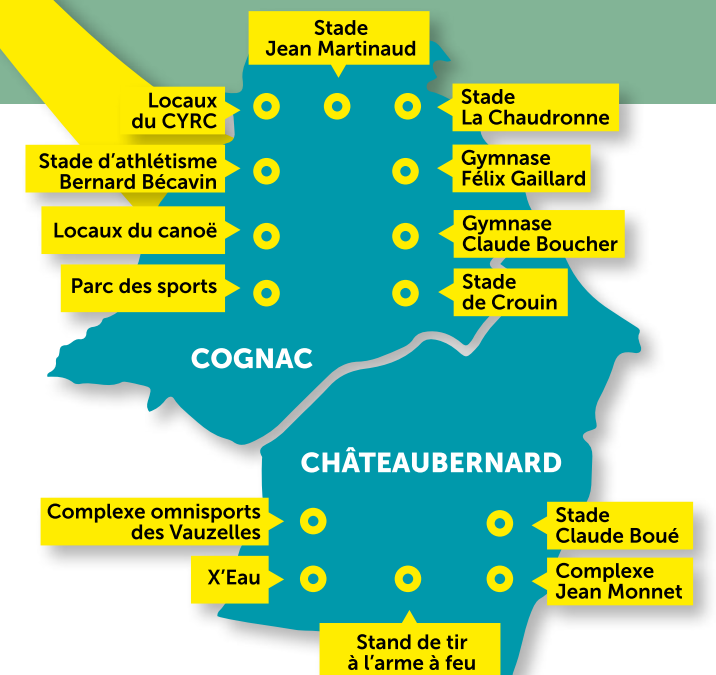 Stade
Jean Martinaud
Locaux
du CYRC
Stade
La Chaudronne
Stade d'athlétisme
Bernard Bécavin
Gymnase
Félix Gaillard
Locaux du canoë
Gymnase
Claude Boucher
Parc des sports
Stade
de Crouin
COGNAC
CHÂTEAUBERNARD
Complexe omnisports
des Vauzelles
Stade
Claude Boué
X'Eau
Complexe
Jean Monnet
Stand de tir
à l'arme à feu